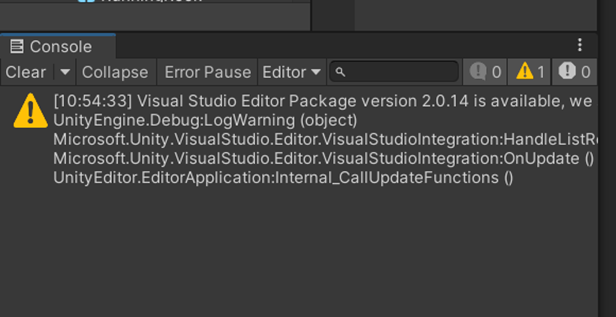 Console
Clear Collapse Error Pause Editor 0 1 0
[10:54:33] Visual Studio Editor Package version 2.0.14 is available, we
UnityEngine.Debug:LogWarning (object)
Microsoft.Unity.VisualStudio.Editor.VisualStudioIntegration:HandleListRe
Microsoft.Unity.VisualStudio.Editor.VisualStudioIntegration:OnUpdate ()
UnityEditor.EditorApplication:Internal_CallUpdateFunctions ()